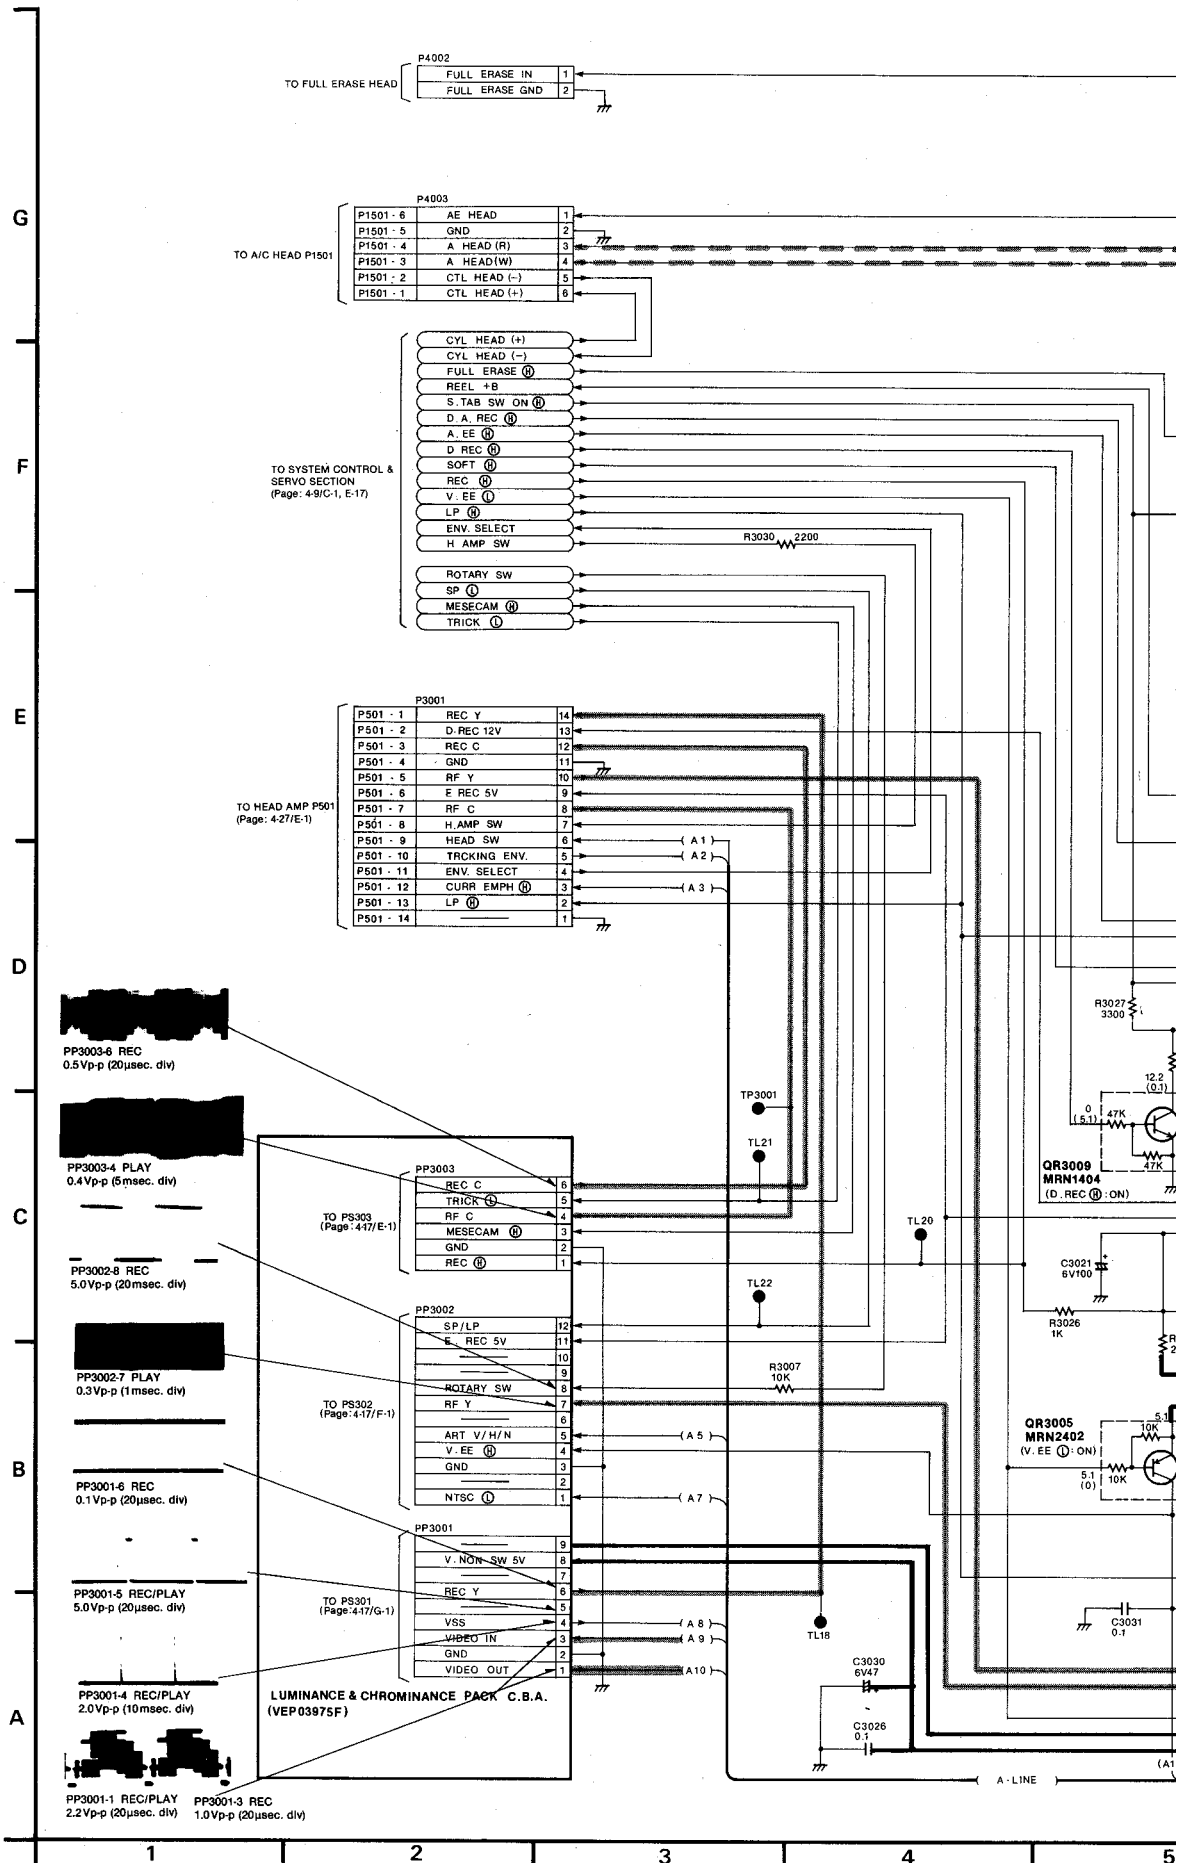 P4002
TO FULL ERASE HEAD
FULL ERASE IN 1
FULL ERASE GND 2
G
P4003
TO A/C HEAD P1501
P1501 - 6 AE HEAD 1
P1501 - 5 GND 2
P1501 - 4 A HEAD (R) 3
P1501 - 3 A HEAD (W) 4
P1501 - 2 CTL HEAD (-) 5
P1501 - 1 CTL HEAD (+) 6
F
TO SYSTEM CONTROL &
SERVO SECTION
(Page: 4-9/C-1, E-17)
CYL HEAD (+)
CYL HEAD (-)
FULL ERASE Ⓗ
REEL +B
S.TAB SW ON Ⓗ
D.A. REC Ⓗ
A. EE Ⓗ
D REC Ⓗ
SOFT Ⓗ
REC Ⓗ
V. EE Ⓛ
LP Ⓗ
ENV. SELECT
H AMP SW
R3030 2200
ROTARY SW
SP Ⓛ
MESECAM Ⓗ
TRICK Ⓛ
E
P3001
TO HEAD AMP P501
(Page: 4-27/E-1)
P501 - 1 REC Y 14
P501 - 2 D-REC 12V 13
P501 - 3 REC C 12
P501 - 4 GND 11
P501 - 5 RF Y 10
P501 - 6 E REC 5V 9
P501 - 7 RF C 8
P501 - 8 H.AMP SW 7
P501 - 9 HEAD SW 6 (A1)
P501 - 10 TRCKING ENV. 5 (A2)
P501 - 11 ENV. SELECT 4
P501 - 12 CURR EMPH Ⓗ 3 (A3)
P501 - 13 LP Ⓗ 2
P501 - 14 1
D
PP3003-6 REC
0.5Vp-p (20µsec. div)
R3027
3300
12.2
(0.1)
0
(5.1)
47K
47K
QR3009
MRN1404
(D.REC Ⓗ:ON)
TP3001
TL21
C
PP3003-4 PLAY
0.4Vp-p (5msec. div)
PP3003
TO PS303
(Page: 4-17/E-1)
REC C 6
TRICK Ⓛ 5
RF C 4
MESECAM Ⓗ 3
GND 2
REC Ⓗ 1
TL20
C3021
6V100
R3026
1K
TL22
PP3002-8 REC
5.0Vp-p (20msec. div)
PP3002
TO PS302
(Page: 4-17/F-1)
SP/LP 12
E. REC 5V 11
10
9
ROTARY SW 8
RF Y 7
6
ART V/H/N 5 (A5)
V.EE Ⓗ 4
GND 3
2
NTSC Ⓛ 1 (A7)
R3007
10K
PP3002-7 PLAY
0.3Vp-p (1msec. div)
B
QR3005
MRN2402
(V. EE Ⓛ:ON)
5.1
10K
5.1
(0)
10K
PP3001-6 REC
0.1Vp-p (20µsec. div)
PP3001
TO PS301
(Page: 4-17/G-1)
9
V.NON SW 5V 8
7
REC Y 6
5
VSS 4 (A8)
VIDEO IN 3 (A9)
GND 2
VIDEO OUT 1 (A10)
TL18
C3031
0.1
C3030
6V47
C3026
0.1
PP3001-5 REC/PLAY
5.0Vp-p (20µsec. div)
PP3001-4 REC/PLAY
2.0Vp-p (10msec. div)
LUMINANCE & CHROMINANCE PACK C.B.A.
(VEP03975F)
A
(A1
(A-LINE)
PP3001-1 REC/PLAY
2.2Vp-p (20µsec. div)
PP3001-3 REC
1.0Vp-p (20µsec. div)
1 2 3 4 5